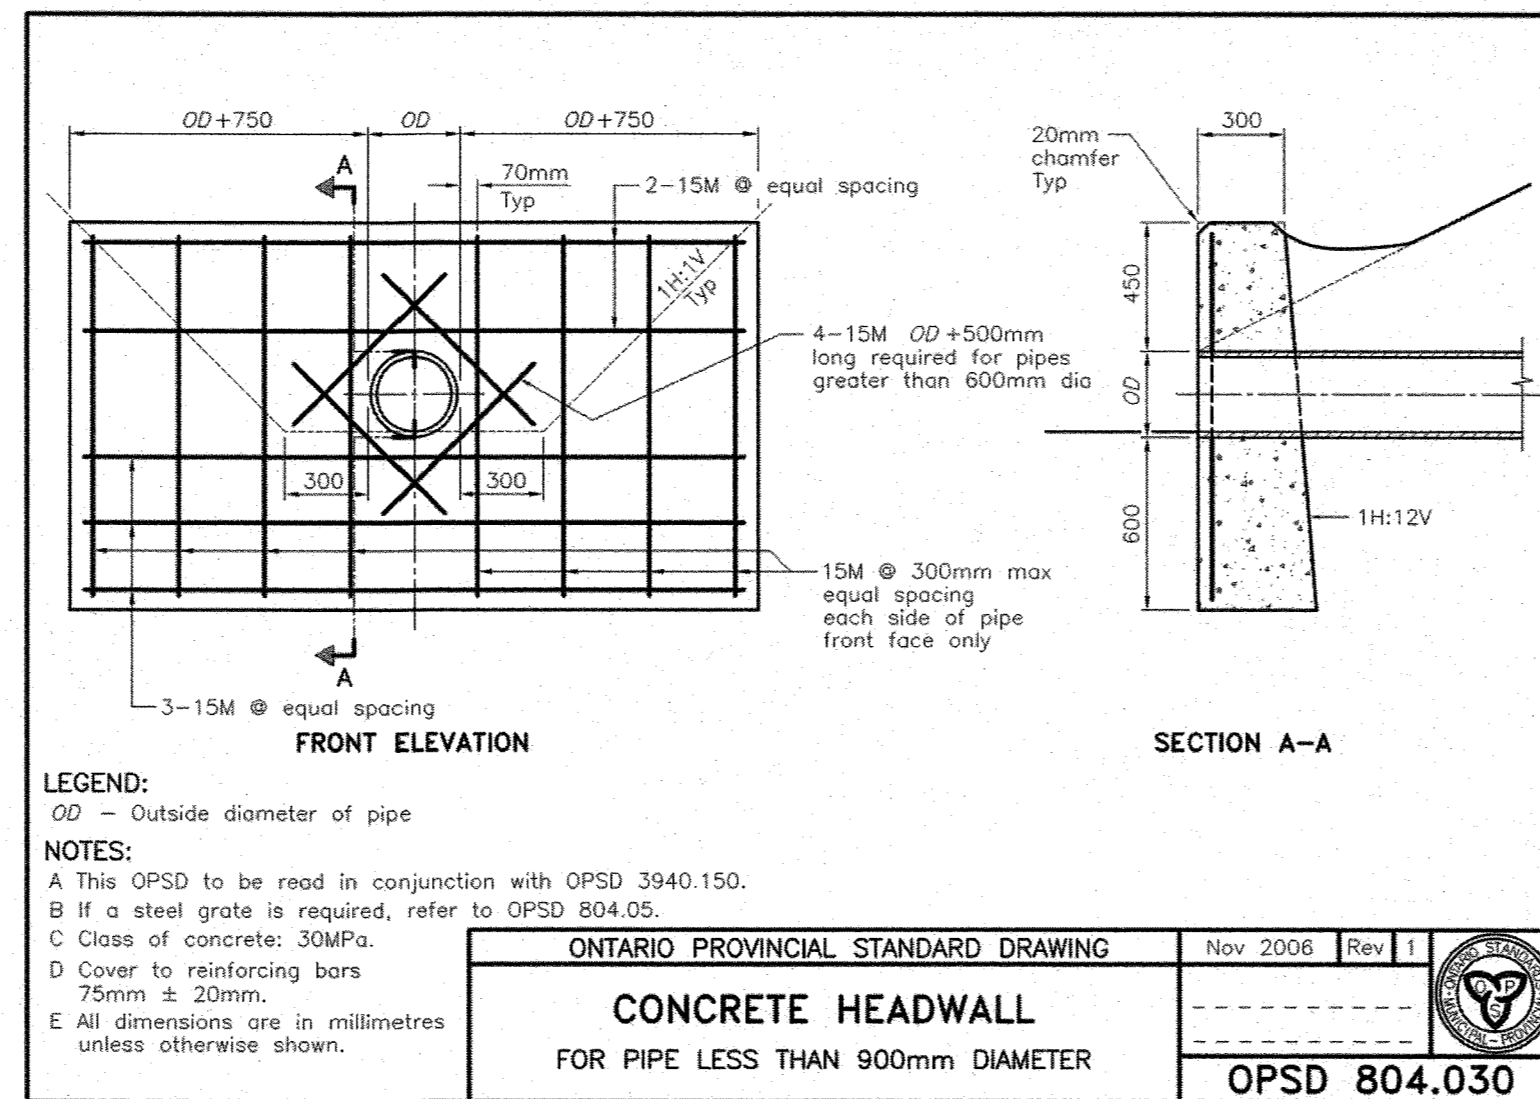 OD+750
OD
OD+750
A
70mm
Typ
2-15M @ equal spacing
1H:1V
Typ
4-15M OD+500mm
long required for pipes
greater than 600mm dia
300
300
15M @ 300mm max
equal spacing
each side of pipe
front face only
A
3-15M @ equal spacing
FRONT ELEVATION
20mm
chamfer
Typ
300
450
OD
600
1H:12V
SECTION A-A
LEGEND:
OD - Outside diameter of pipe
NOTES:
A This OPSD to be read in conjunction with OPSD 3940.150.
B If a steel grate is required, refer to OPSD 804.05.
C Class of concrete: 30MPa.
D Cover to reinforcing bars
75mm ± 20mm.
E All dimensions are in millimetres
unless otherwise shown.
ONTARIO PROVINCIAL STANDARD DRAWING
Nov 2006
Rev
1
CONCRETE HEADWALL
FOR PIPE LESS THAN 900mm DIAMETER
OPSD 804.030
ONTARIO
MUNICIPAL
O P S